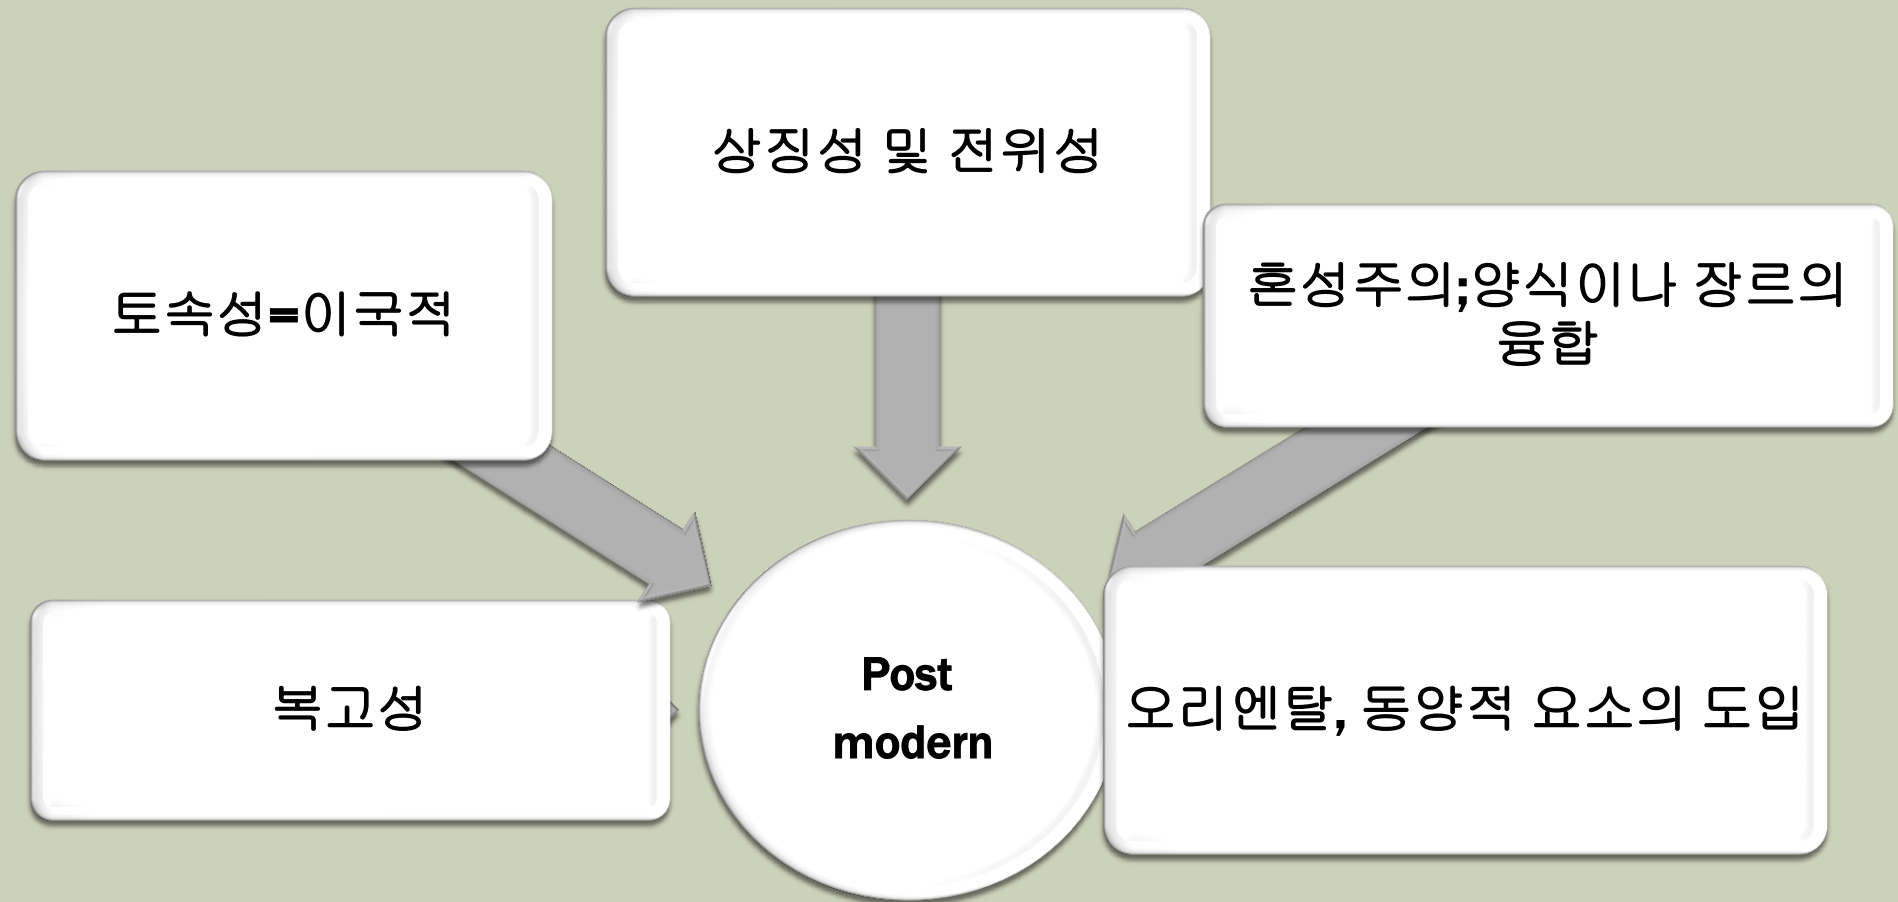 상징성 및 전위성
토속성=이국적
혼성주의;양식이나 장르의
융합
복고성
Post
modern
오리엔탈, 동양적 요소의 도입